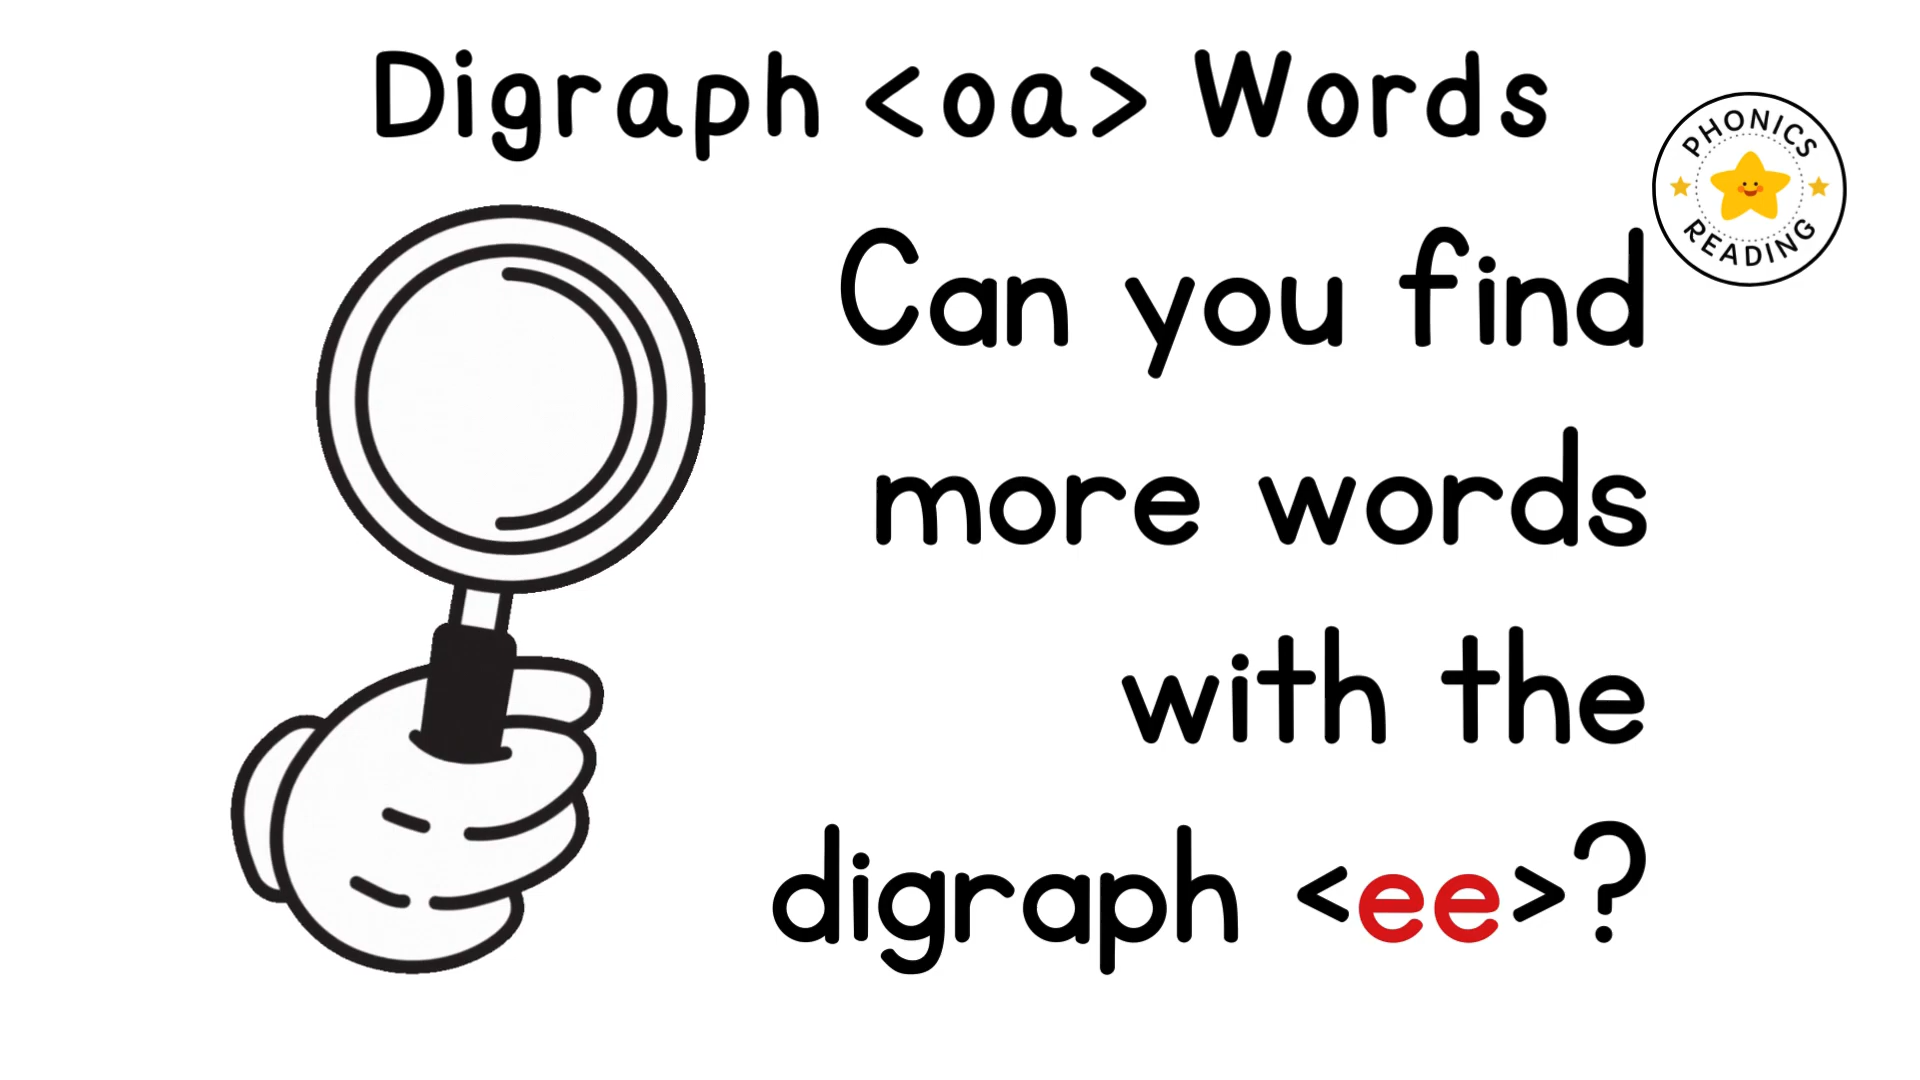 Digraph <oa> Words
PHONICS
READING
Can you find
more words
with the
digraph <ee>?